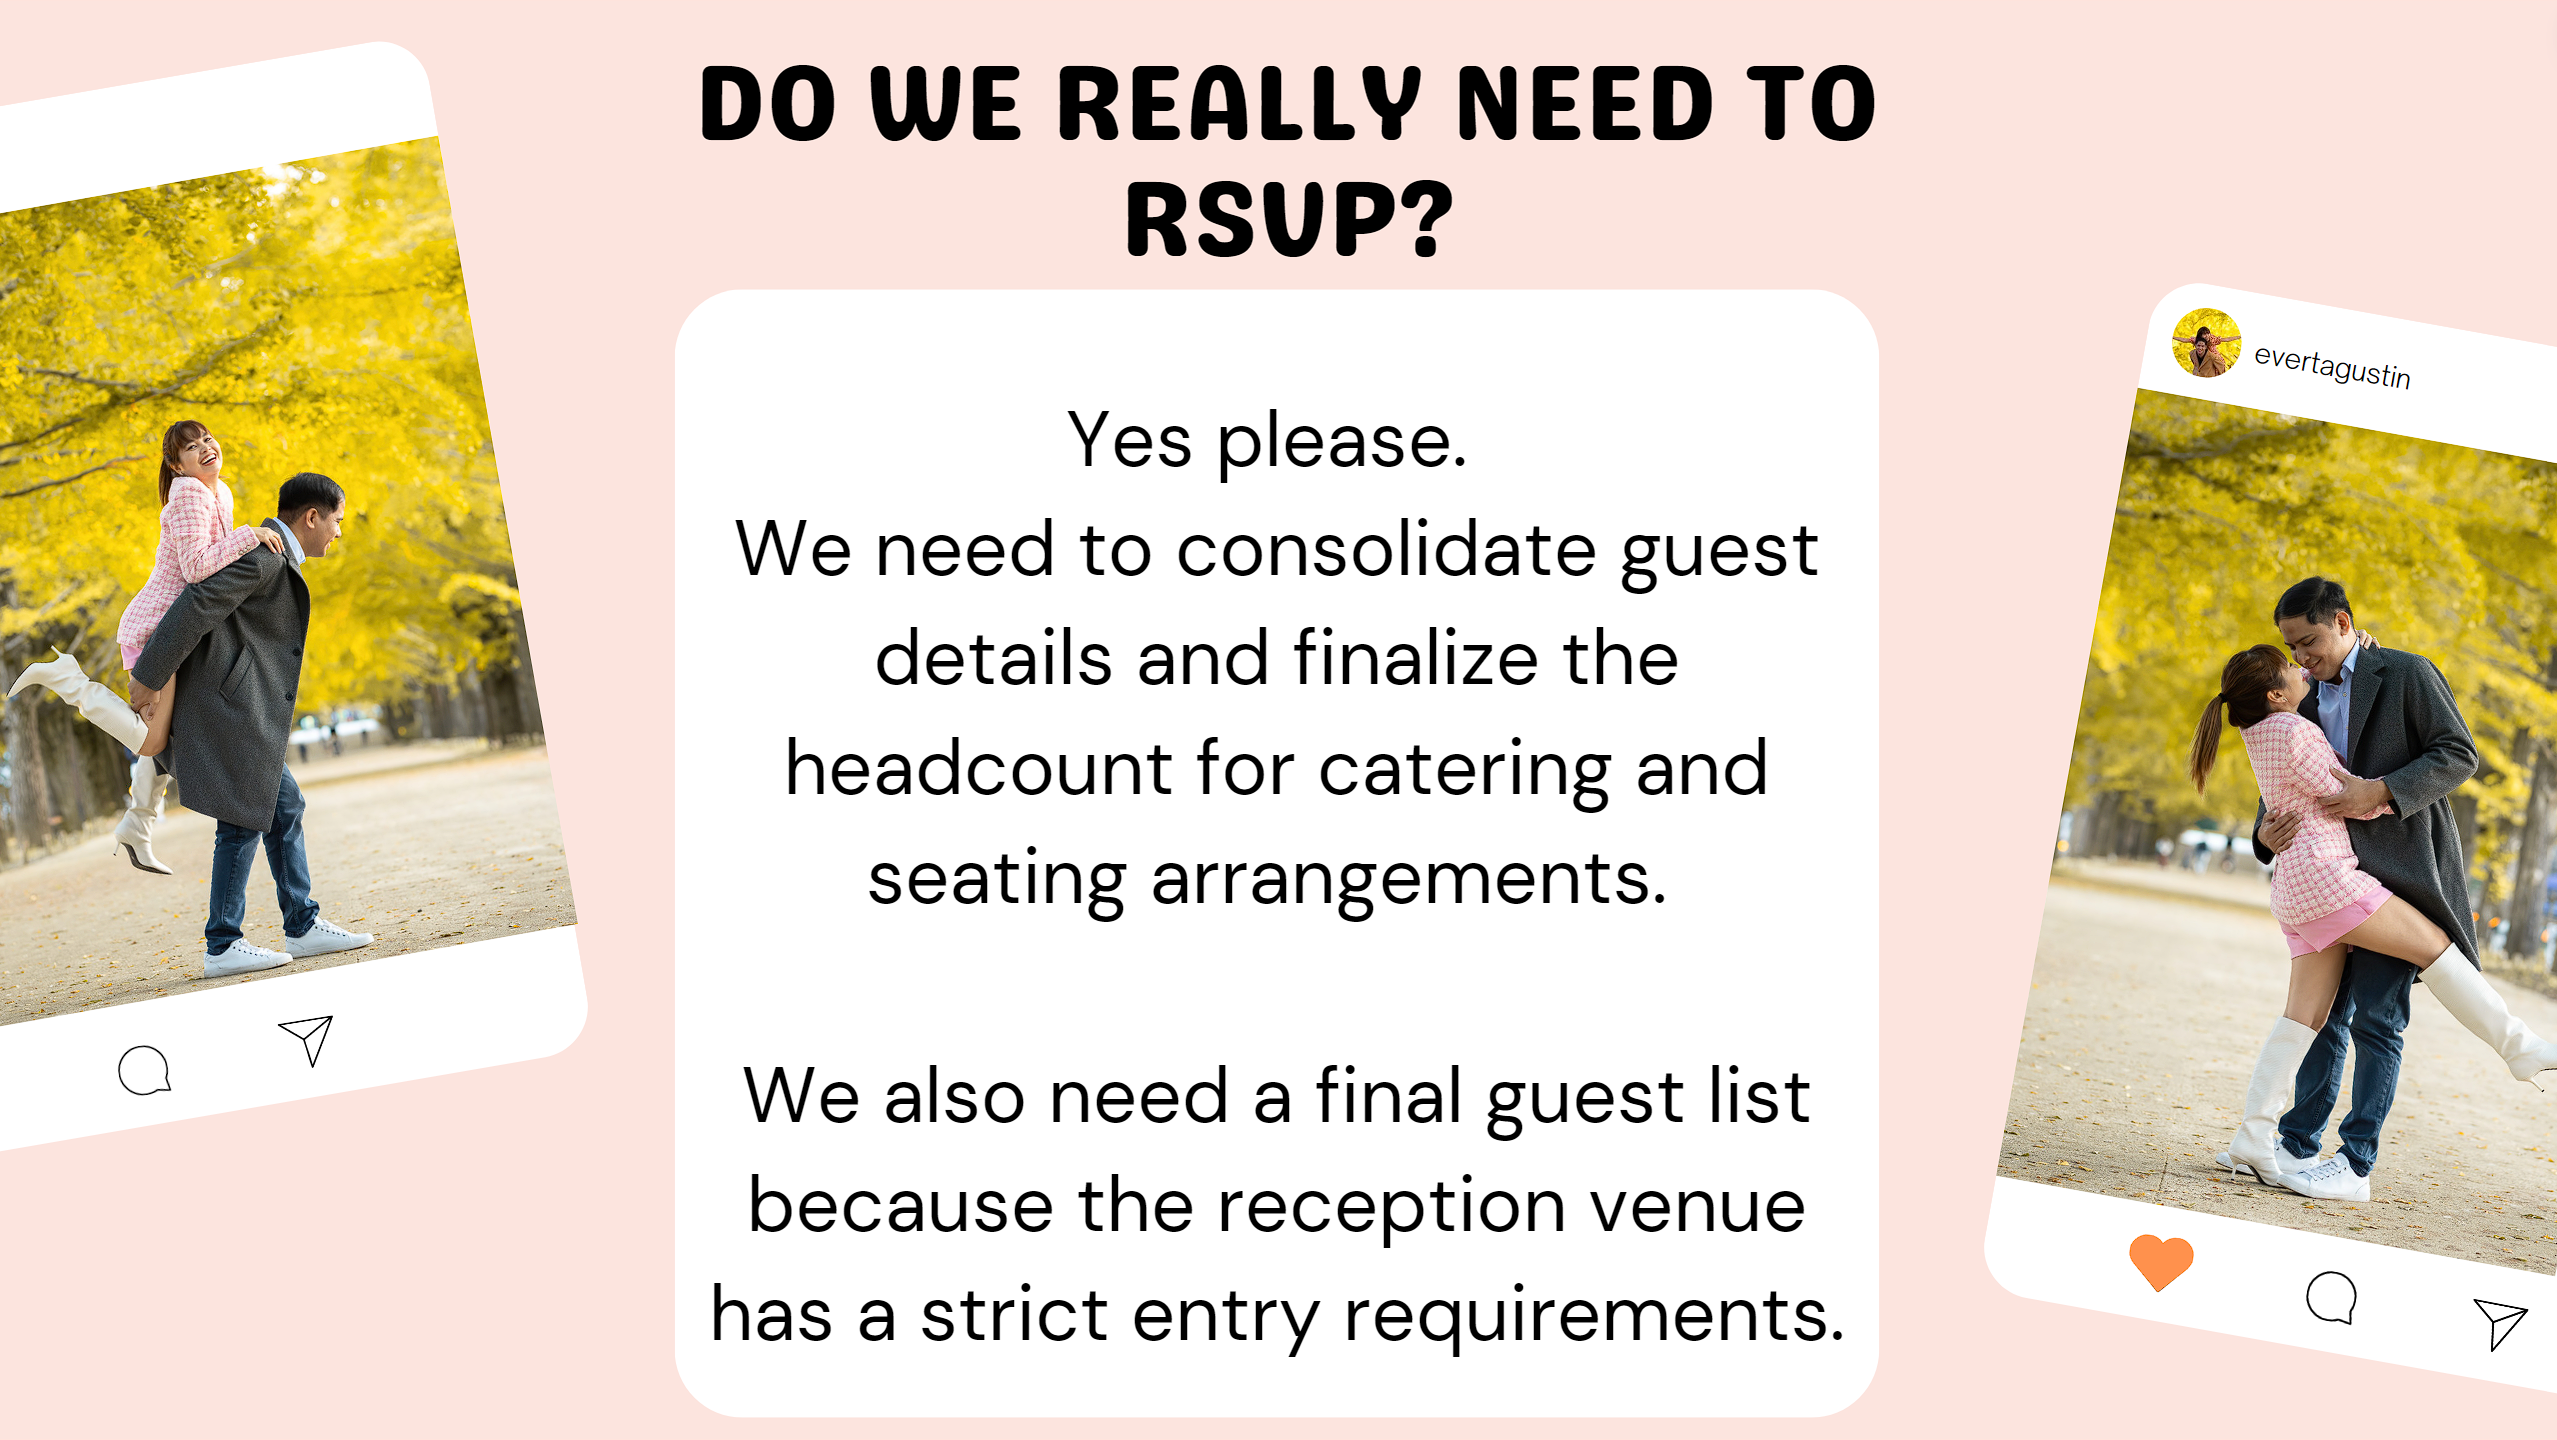 DO WE REALLY NEED TO
RSVP?
evertagustin
Yes please.
We need to consolidate guest
details and finalize the
headcount for catering and
seating arrangements.
We also need a final guest list
because the reception venue
has a strict entry requirements.